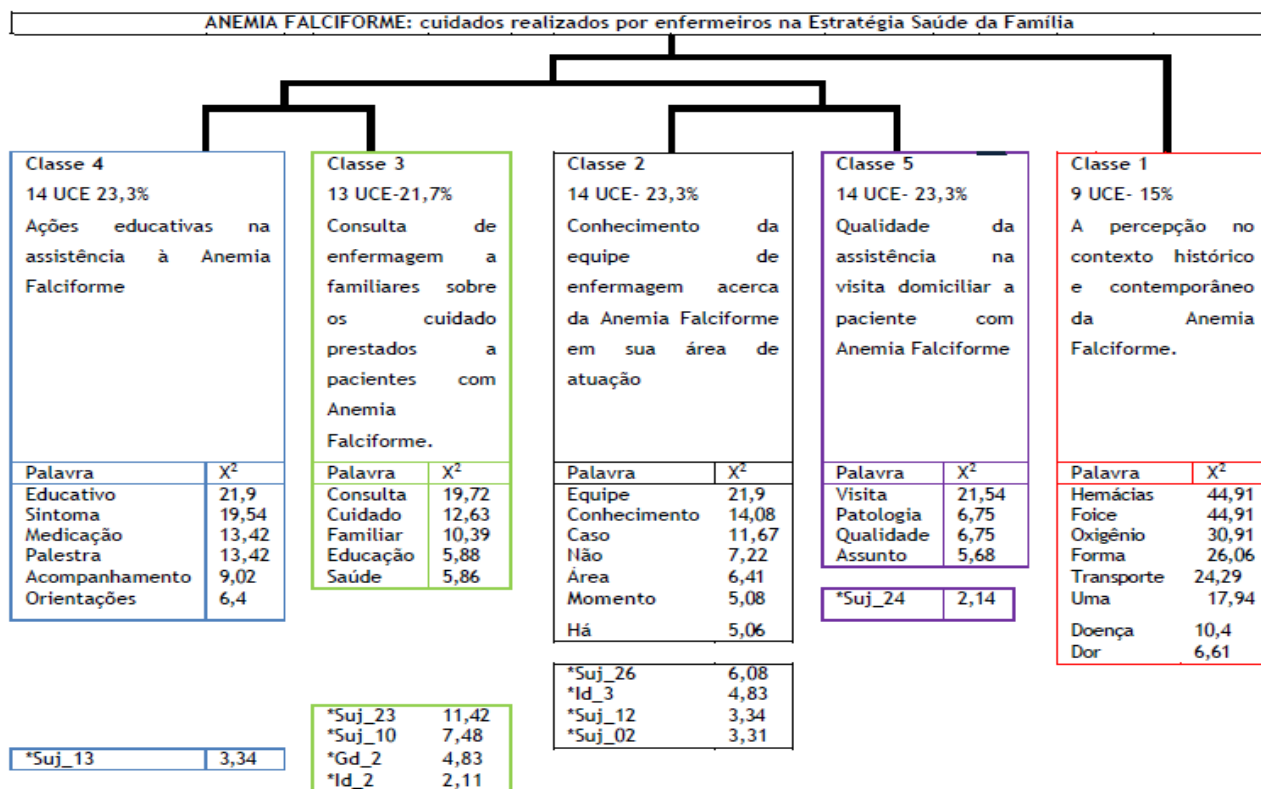 ANEMIA FALCIFORME: cuidados realizados por enfermeiros na Estratégia Saúde da Família
Classe 4
14 UCE 23,3%
Ações educativas na
assistência à Anemia
Falciforme
Palavra X²
Educativo 21,9
Sintoma 19,54
Medicação 13,42
Palestra 13,42
Acompanhamento 9,02
Orientações 6,4
*Suj_13 3,34
Classe 3
13 UCE-21,7%
Consulta de
enfermagem a
familiares sobre
os cuidado
prestados a
pacientes com
Anemia
Falciforme.
Palavra X²
Consulta 19,72
Cuidado 12,63
Familiar 10,39
Educação 5,88
Saúde 5,86
*Suj_23 11,42
*Suj_10 7,48
*Gd_2 4,83
*Id_2 2,11
Classe 2
14 UCE- 23,3%
Conhecimento da
equipe de
enfermagem acerca
da Anemia Falciforme
em sua área de
atuação
Palavra X²
Equipe 21,9
Conhecimento 14,08
Caso 11,67
Não 7,22
Área 6,41
Momento 5,08
Há 5,06
*Suj_26 6,08
*Id_3 4,83
*Suj_12 3,34
*Suj_02 3,31
Classe 5
14 UCE- 23,3%
Qualidade da
assistência na
visita domiciliar a
paciente com
Anemia Falciforme
Palavra X²
Visita 21,54
Patologia 6,75
Qualidade 6,75
Assunto 5,68
*Suj_24 2,14
Classe 1
9 UCE- 15%
A percepção no
contexto histórico
e contemporâneo
da Anemia
Falciforme.
Palavra X²
Hemácias 44,91
Foice 44,91
Oxigênio 30,91
Forma 26,06
Transporte 24,29
Uma 17,94
Doença 10,4
Dor 6,61